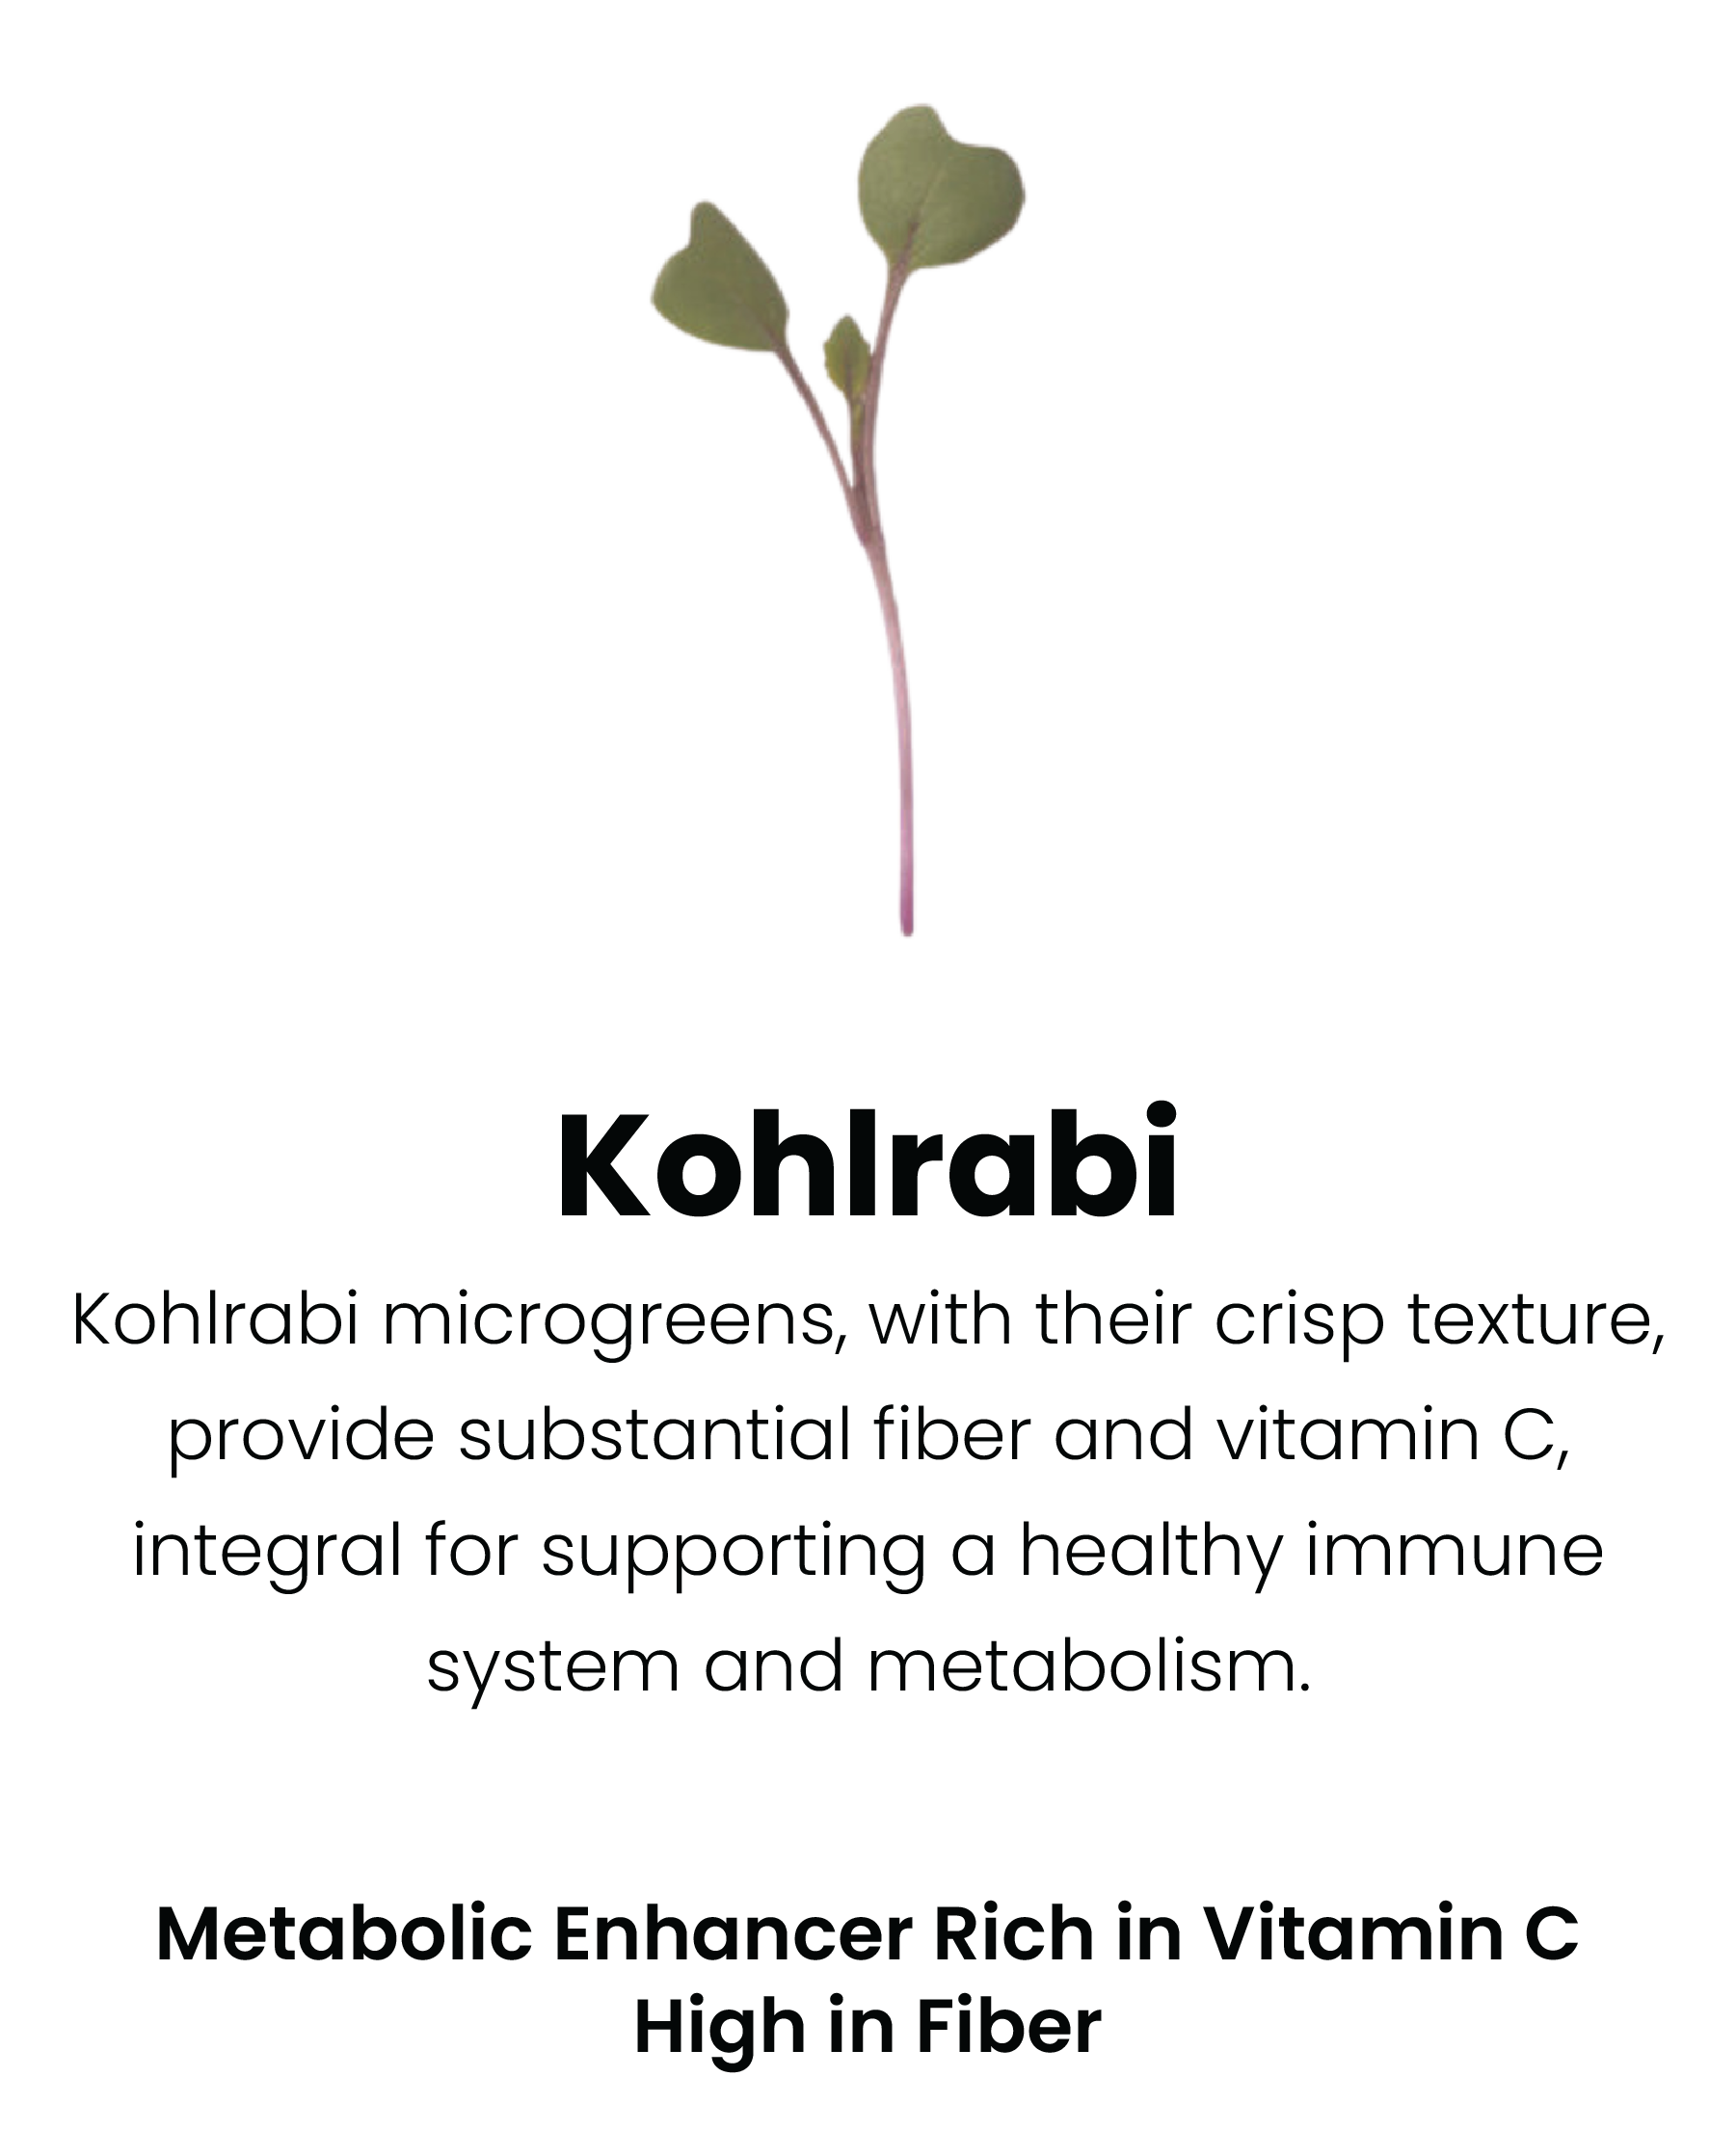 Kohlrabi
Kohlrabi microgreens, with their crisp texture,
provide substantial fiber and vitamin C,
integral for supporting a healthy immune
system and metabolism.
Metabolic Enhancer Rich in Vitamin C
High in Fiber